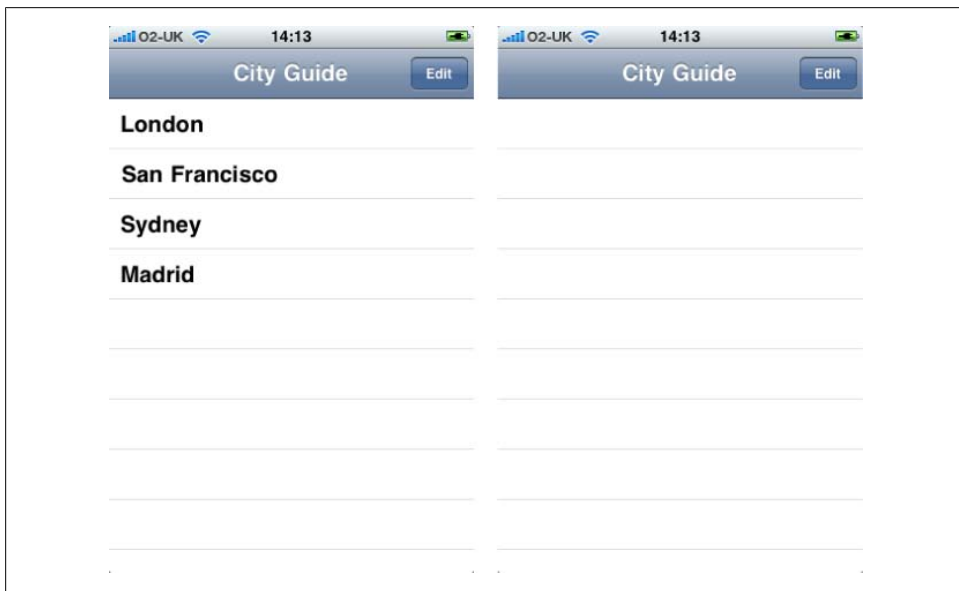 O2-UK 14:13
City Guide Edit
London
San Francisco
Sydney
Madrid
O2-UK 14:13
City Guide Edit